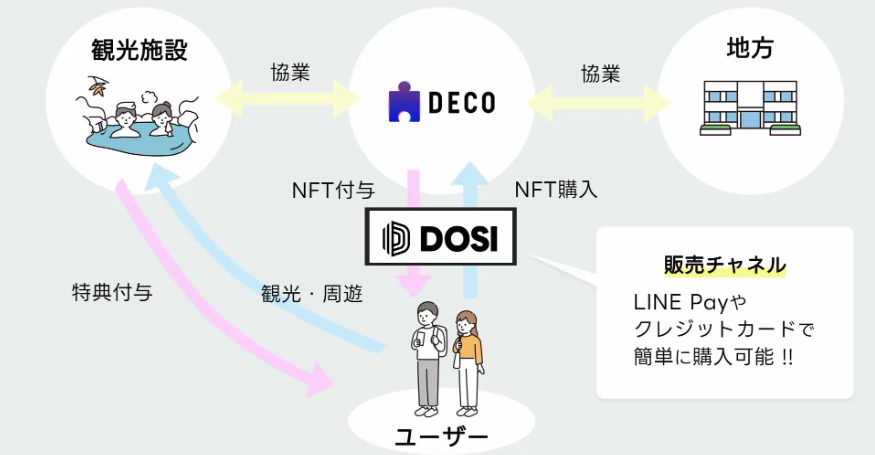 観光施設
協業
DECO
協業
地方
NFT付与
NFT購入
DOSI
特典付与
観光・周遊
販売チャネル
LINE Payや
クレジットカードで
簡単に購入可能 !!
ユーザー